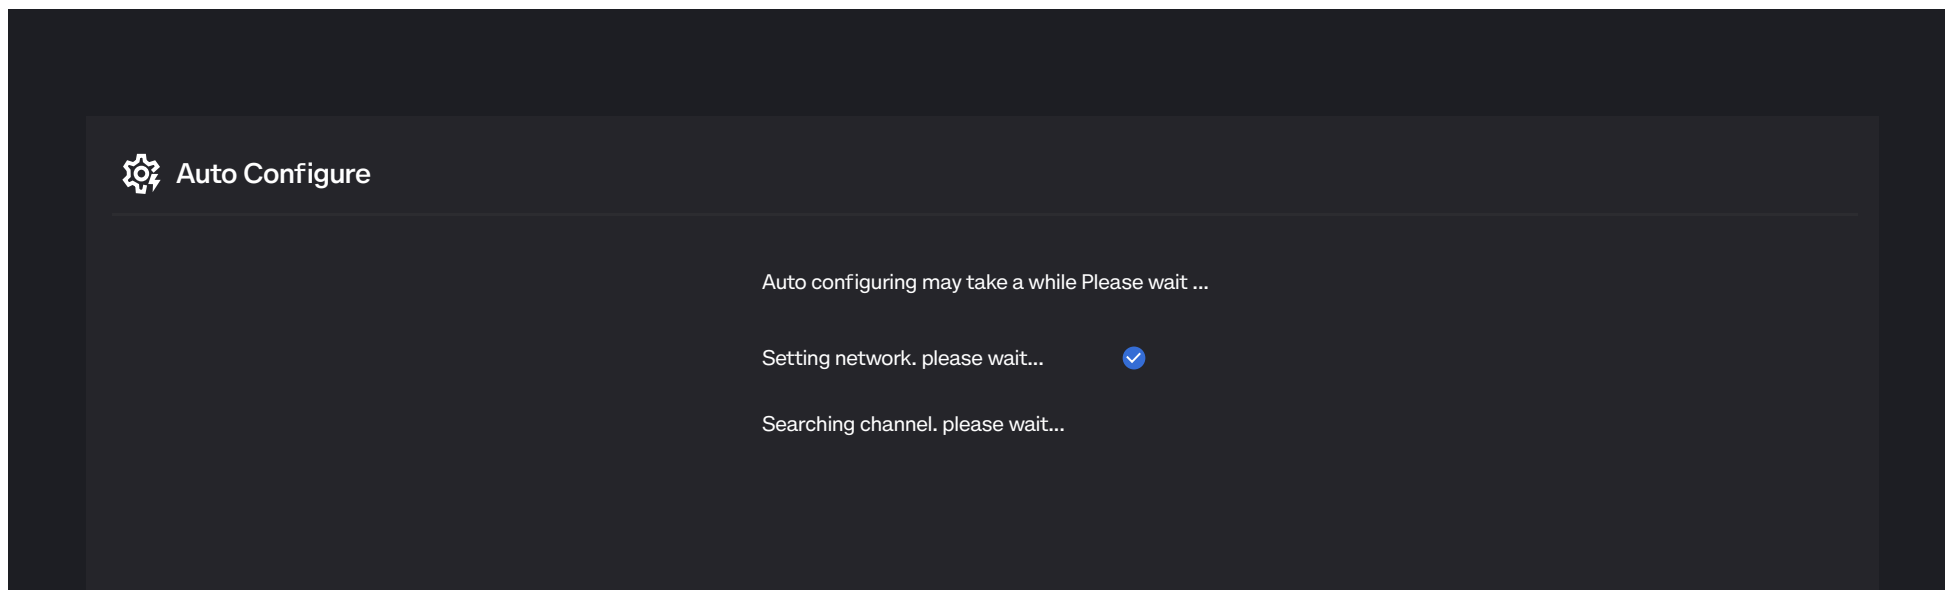 Auto Configure
Auto configuring may take a while Please wait ...
Setting network. please wait...
Searching channel. please wait...